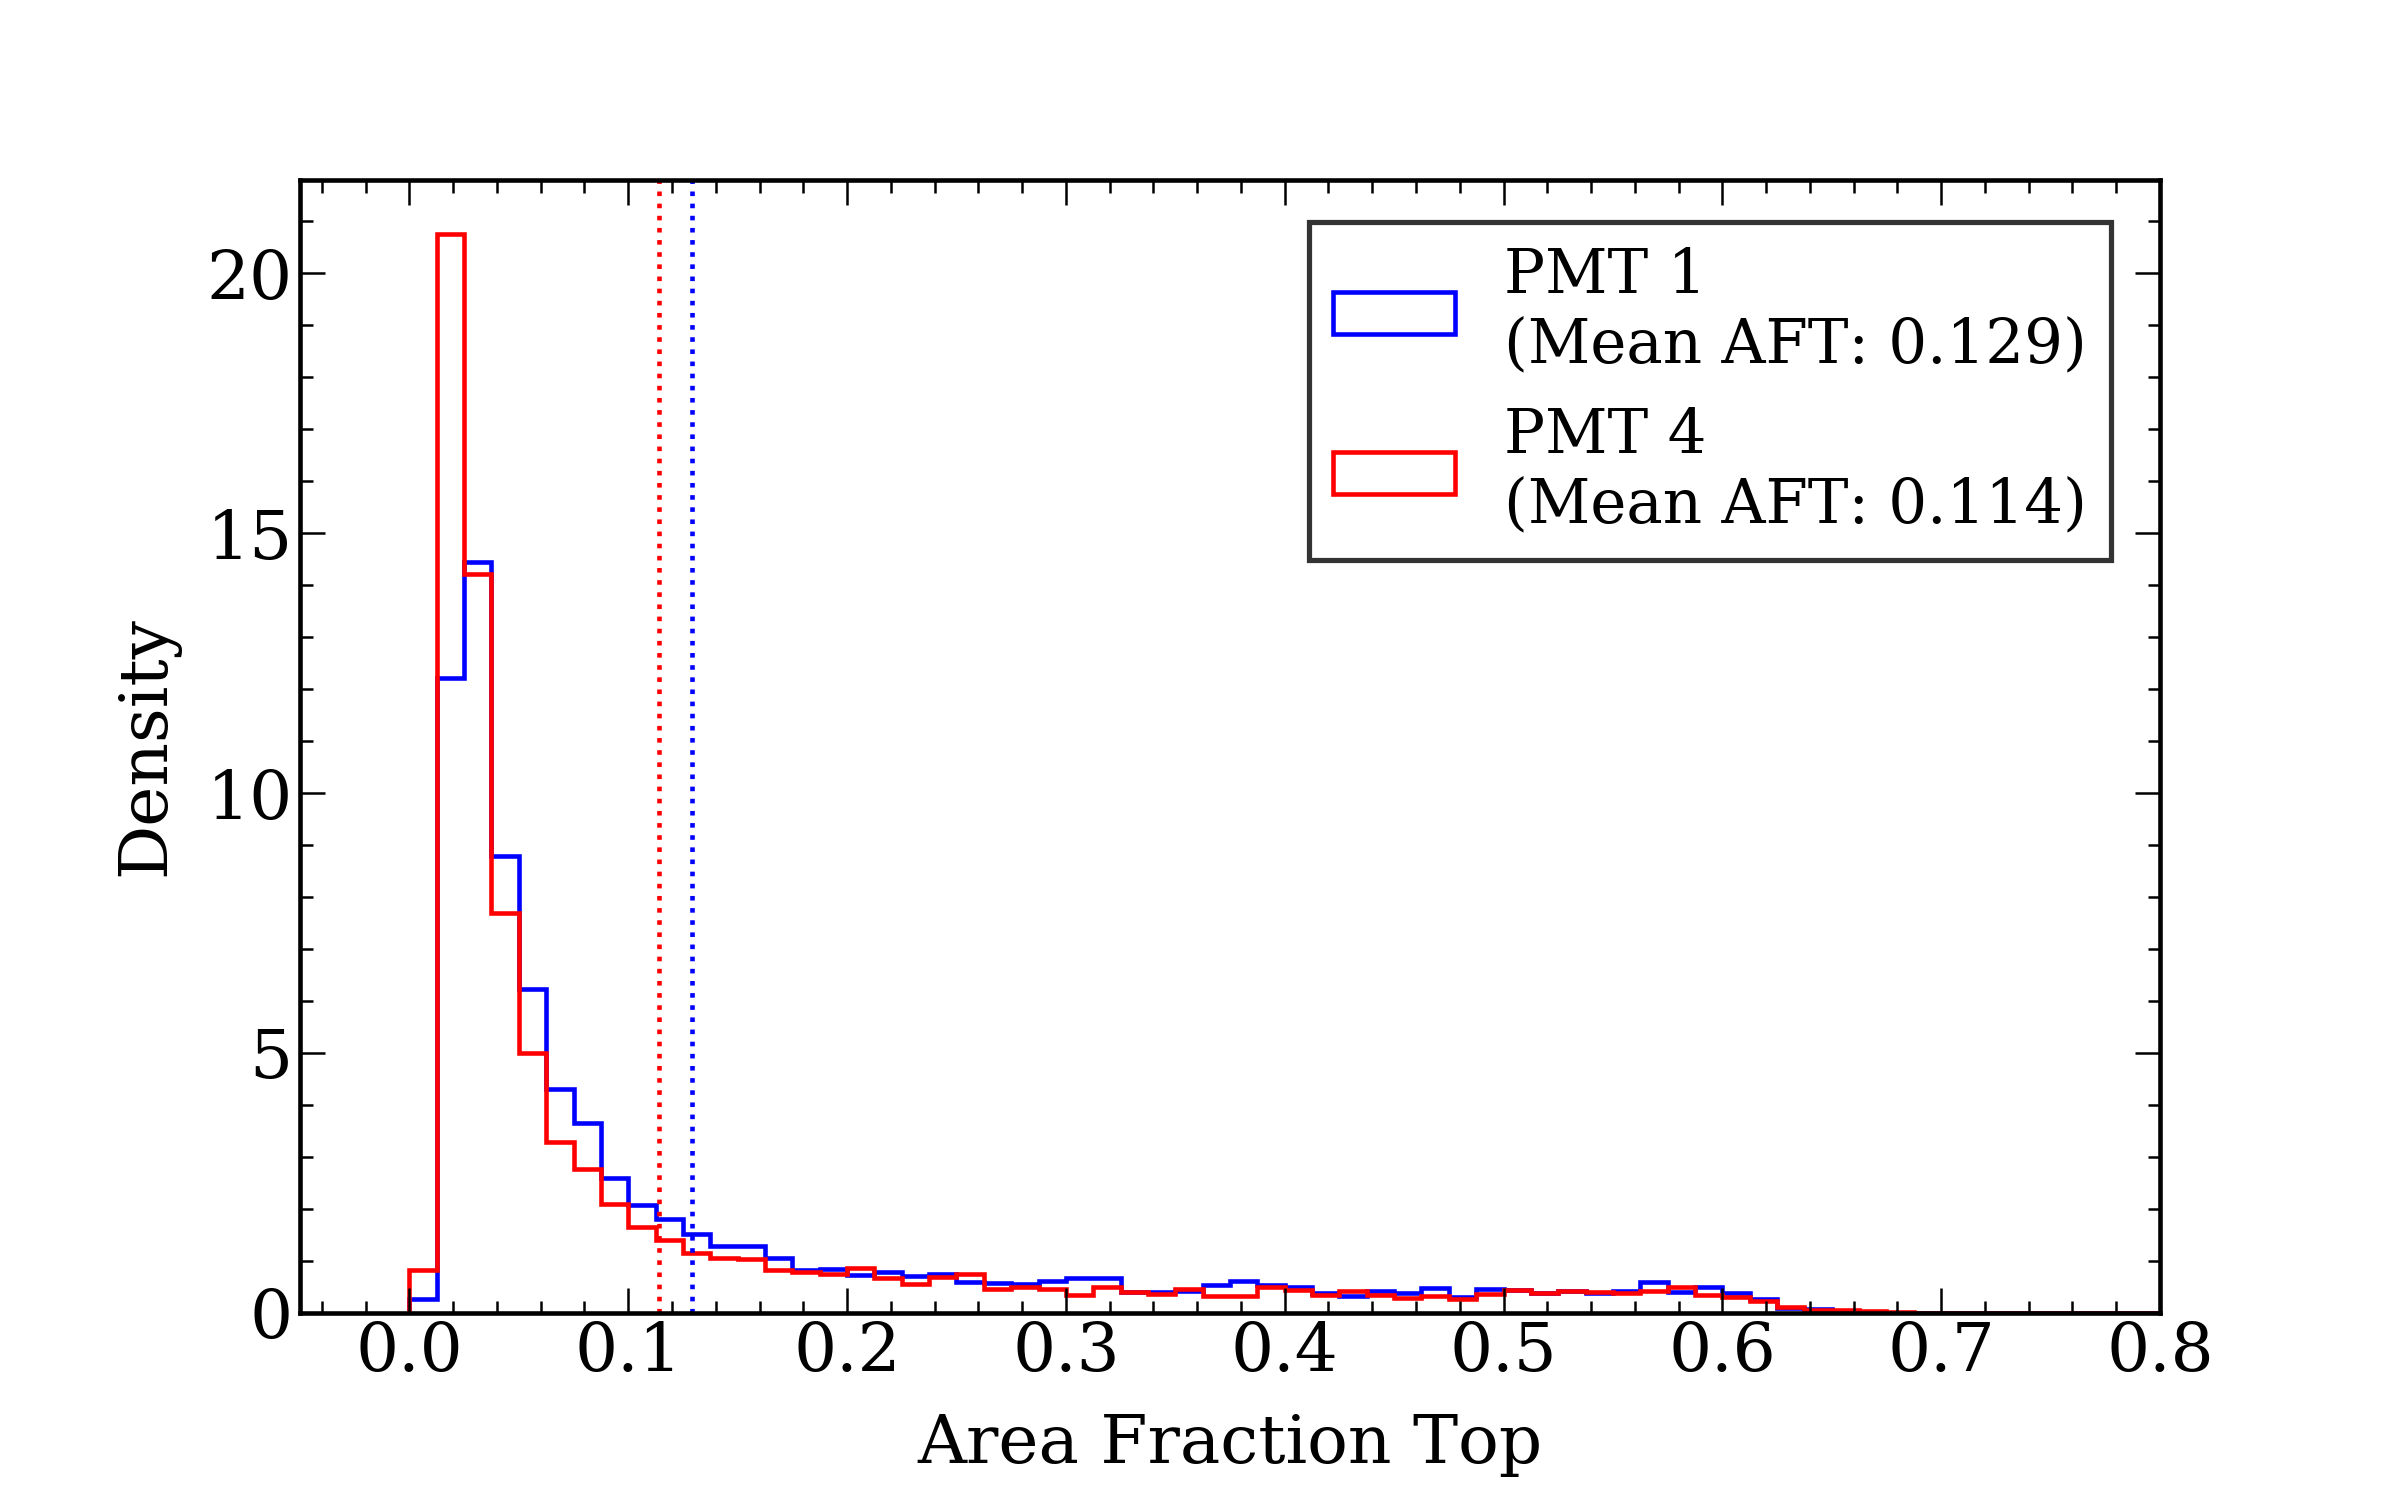 PMT 1
(Mean AFT: 0.129)
PMT 4
(Mean AFT: 0.114)
20
15
10
5
0
Density
0.0 0.1 0.2 0.3 0.4 0.5 0.6 0.7 0.8
Area Fraction Top